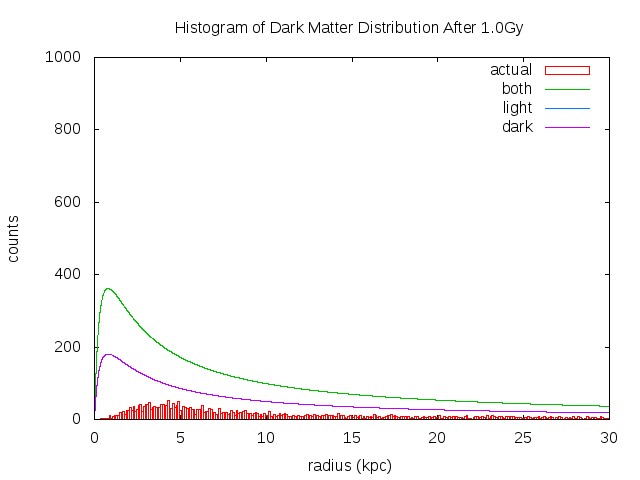 Histogram of Dark Matter Distribution After 1.0Gy
1000
800
600
400
200
0
counts
actual
both
light
dark
0 5 10 15 20 25 30
radius (kpc)